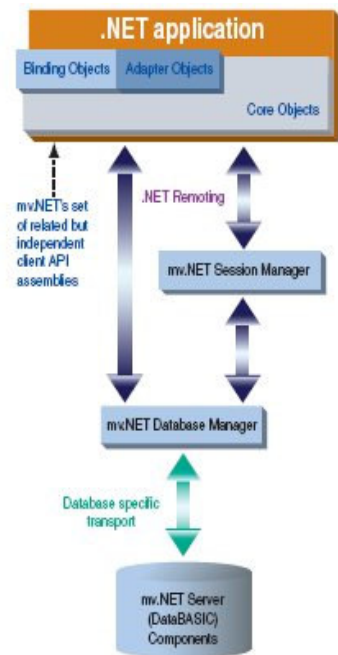 .NET application
Binding Objects
Adapter Objects
Core Objects
.NET Remoting
mv.NET's set
of related but
independent
client API
assemblies
mv.NET Session Manager
mv.NET Database Manager
Database specific
transport
mv.NET Server
(DataBASIC)
Components